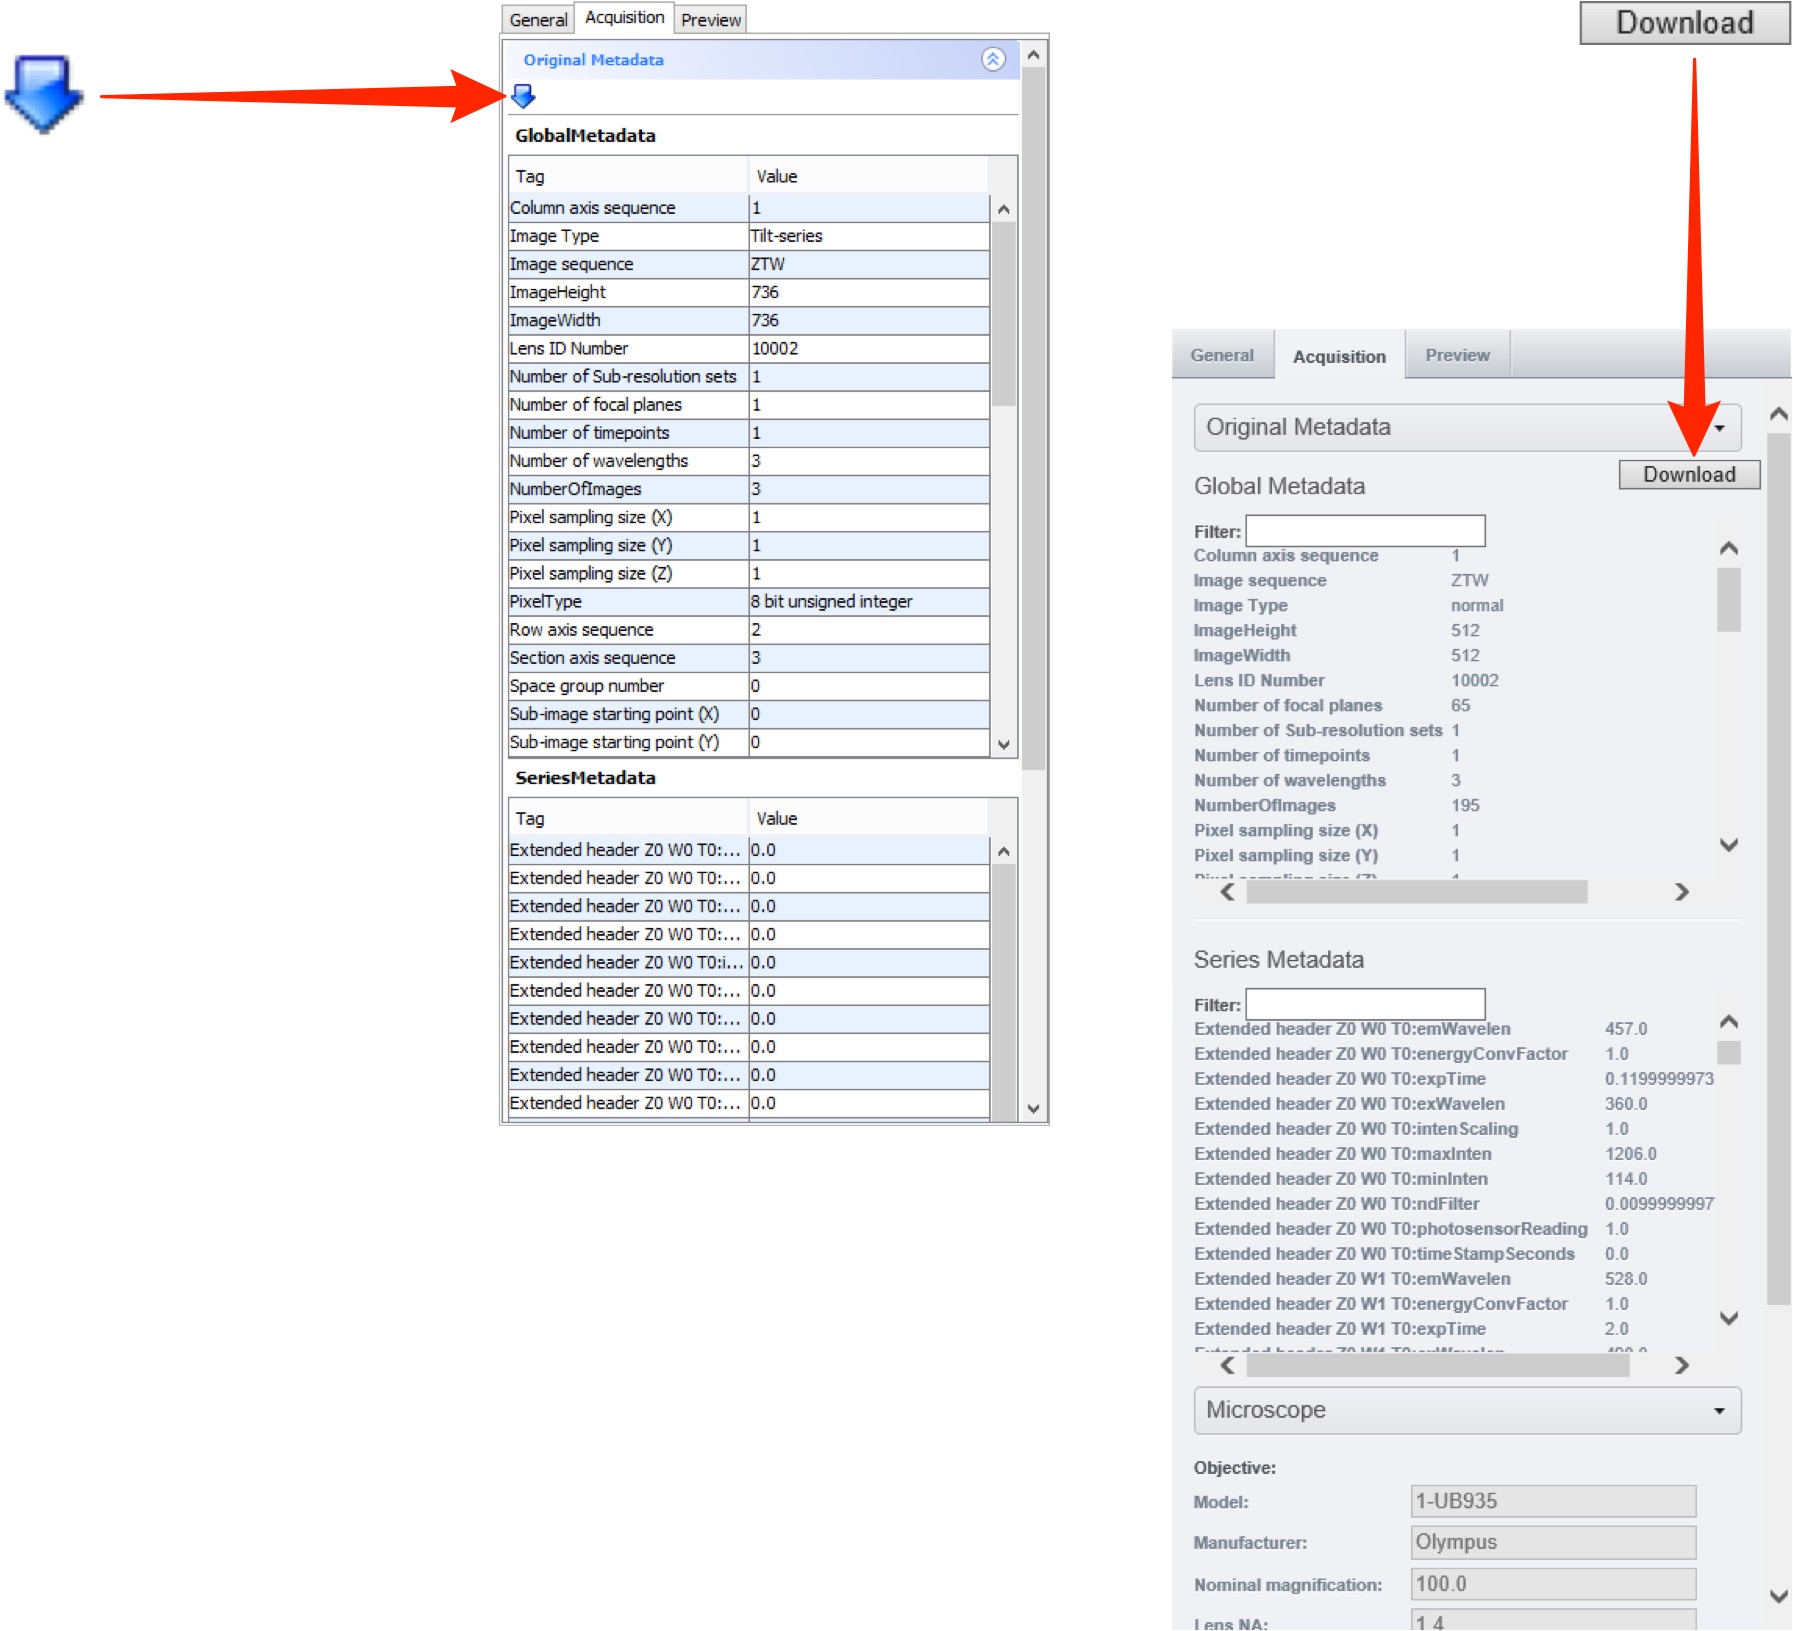 General Acquisition Preview
Original Metadata
GlobalMetadata
Tag Value
Column axis sequence 1
Image Type Tilt-series
Image sequence ZTW
ImageHeight 736
ImageWidth 736
Lens ID Number 10002
Number of Sub-resolution sets 1
Number of focal planes 1
Number of timepoints 1
Number of wavelengths 3
NumberOfImages 3
Pixel sampling size (X) 1
Pixel sampling size (Y) 1
Pixel sampling size (Z) 1
PixelType 8 bit unsigned integer
Row axis sequence 2
Section axis sequence 3
Space group number 0
Sub-image starting point (X) 0
Sub-image starting point (Y) 0
SeriesMetadata
Tag Value
Extended header Z0 W0 T0:... 0.0
Extended header Z0 W0 T0:... 0.0
Extended header Z0 W0 T0:... 0.0
Extended header Z0 W0 T0:... 0.0
Extended header Z0 W0 T0:i... 0.0
Extended header Z0 W0 T0:... 0.0
Extended header Z0 W0 T0:... 0.0
Extended header Z0 W0 T0:... 0.0
Extended header Z0 W0 T0:... 0.0
Extended header Z0 W0 T0:... 0.0
Download
General Acquisition Preview
Original Metadata
Download
Global Metadata
Filter:
Column axis sequence 1
Image sequence ZTW
Image Type normal
ImageHeight 512
ImageWidth 512
Lens ID Number 10002
Number of focal planes 65
Number of Sub-resolution sets 1
Number of timepoints 1
Number of wavelengths 3
NumberOfImages 195
Pixel sampling size (X) 1
Pixel sampling size (Y) 1
Pixel sampling size (Z) 1
Series Metadata
Filter:
Extended header Z0 W0 T0:emWavelen 457.0
Extended header Z0 W0 T0:energyConvFactor 1.0
Extended header Z0 W0 T0:expTime 0.1199999973
Extended header Z0 W0 T0:exWavelen 360.0
Extended header Z0 W0 T0:intenScaling 1.0
Extended header Z0 W0 T0:maxInten 1206.0
Extended header Z0 W0 T0:minInten 114.0
Extended header Z0 W0 T0:ndFilter 0.0099999997
Extended header Z0 W0 T0:photosensorReading 1.0
Extended header Z0 W0 T0:timeStampSeconds 0.0
Extended header Z0 W1 T0:emWavelen 528.0
Extended header Z0 W1 T0:energyConvFactor 1.0
Extended header Z0 W1 T0:expTime 2.0
Extended header Z0 W1 T0:exWavelen 490.0
Microscope
Objective:
Model: 1-UB935
Manufacturer: Olympus
Nominal magnification: 100.0
Lens NA: 1.4